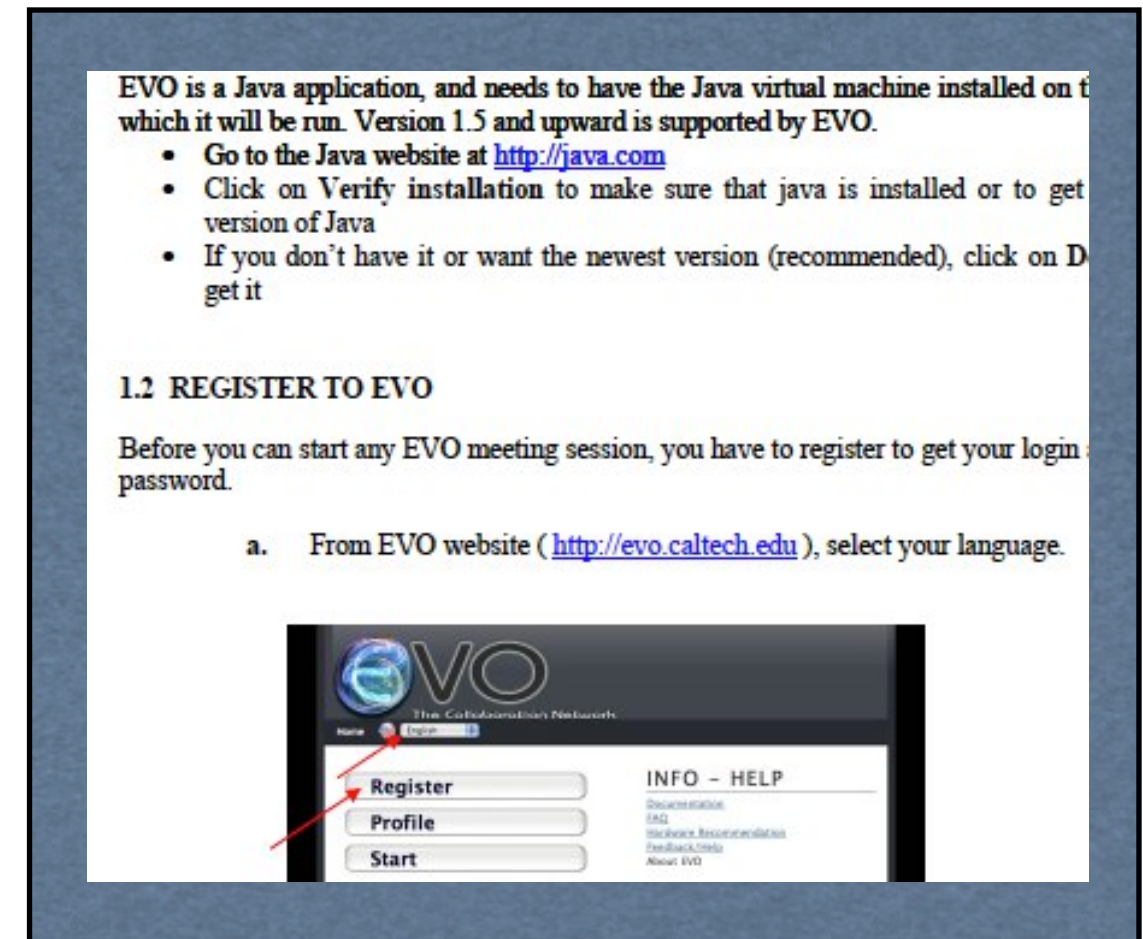 EVO is a Java application, and needs to have the Java virtual machine installed on
which it will be run. Version 1.5 and upward is supported by EVO.
• Go to the Java website at http://java.com
• Click on Verify installation to make sure that java is installed or to get
version of Java
• If you don’t have it or want the newest version (recommended), click on
get it
1.2 REGISTER TO EVO
Before you can start any EVO meeting session, you have to register to get your login
password.
a. From EVO website ( http://evo.caltech.edu ), select your language.
EVO
The Collaboration Network
Home English
Register
Profile
Start
INFO – HELP
Documentation
FAQ
Hardware Recommendation
Feedback/Help
About EVO